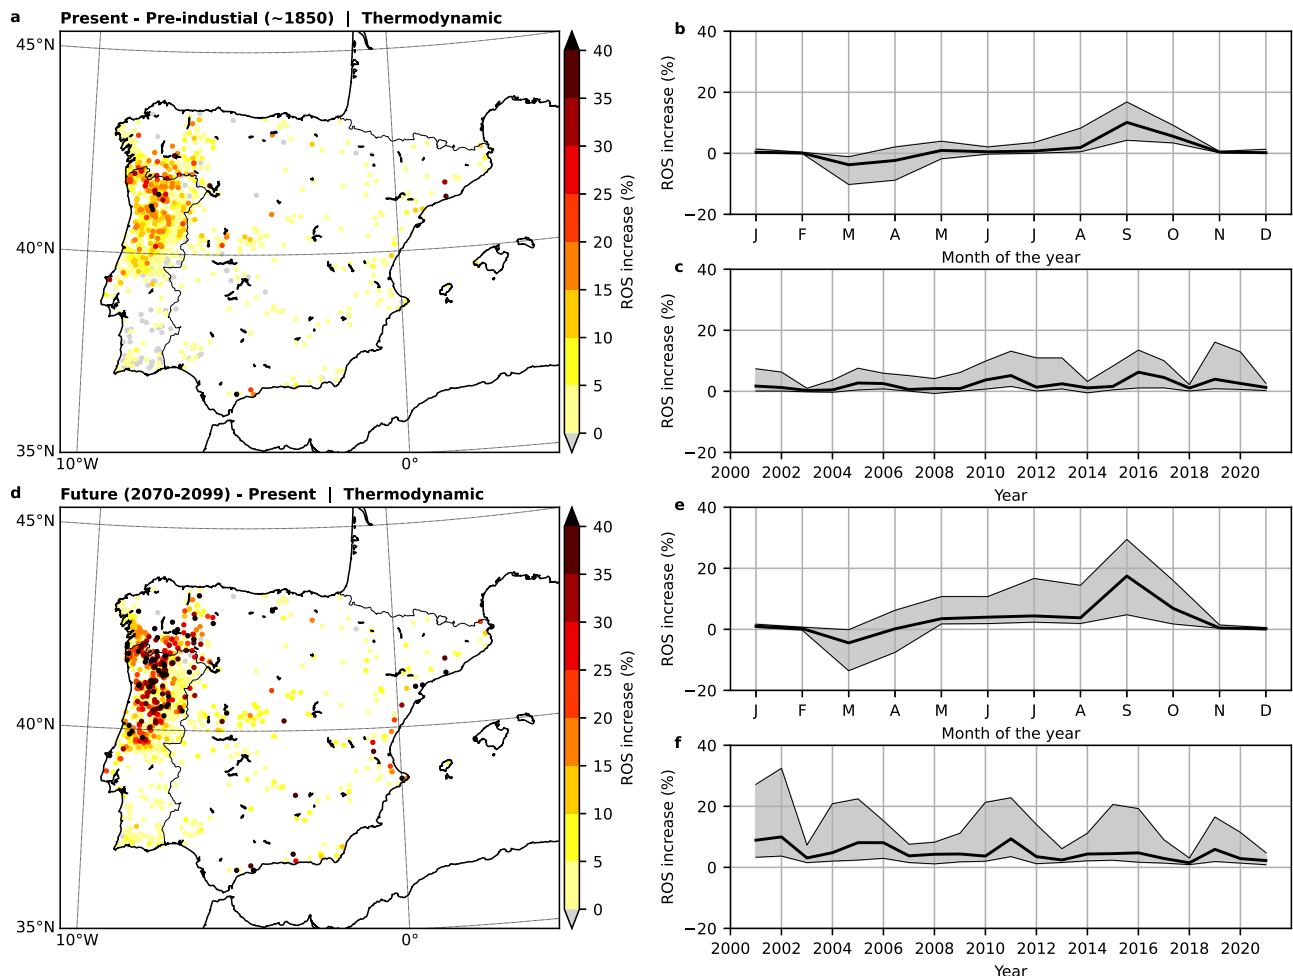 a Present - Pre-industial (~1850) | Thermodynamic
45°N
40°N
35°N
10°W 0°
40
35
30
25
20
15
10
5
0
ROS increase (%)
b
40
20
0
−20
ROS increase (%)
J F M A M J J A S O N D
Month of the year
c
40
20
0
−20
ROS increase (%)
2000 2002 2004 2006 2008 2010 2012 2014 2016 2018 2020
Year
d Future (2070-2099) - Present | Thermodynamic
45°N
40°N
35°N
10°W 0°
40
35
30
25
20
15
10
5
0
ROS increase (%)
e
40
20
0
−20
ROS increase (%)
J F M A M J J A S O N D
Month of the year
f
40
20
0
−20
ROS increase (%)
2000 2002 2004 2006 2008 2010 2012 2014 2016 2018 2020
Year